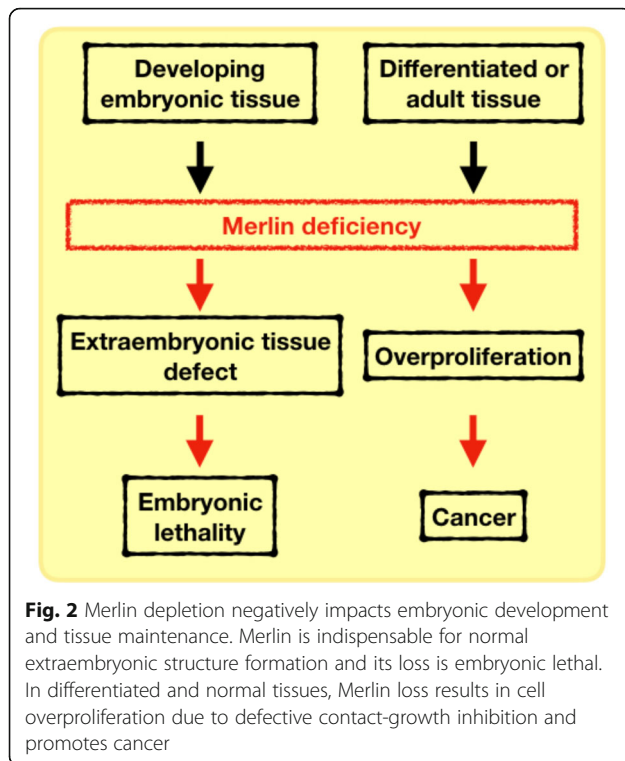 Developing
embryonic tissue
Differentiated or
adult tissue
Merlin deficiency
Extraembryonic tissue
defect
Overproliferation
Embryonic
lethality
Cancer
Fig. 2 Merlin depletion negatively impacts embryonic development
and tissue maintenance. Merlin is indispensable for normal
extraembryonic structure formation and its loss is embryonic lethal.
In differentiated and normal tissues, Merlin loss results in cell
overproliferation due to defective contact-growth inhibition and
promotes cancer